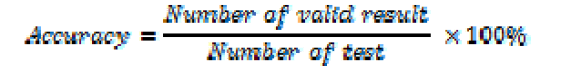 Number of valid result
Accuracy = × 100%
Number of test